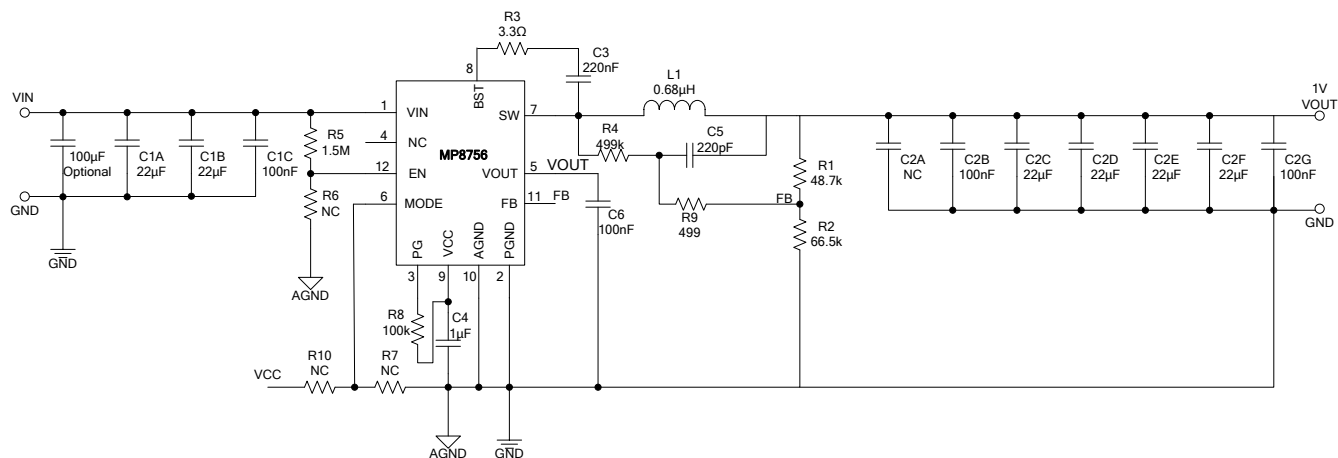 R3
3.3Ω
C3
220nF
8
BST
L1
0.68µH
1V
VOUT
VIN
1
VIN
SW
7
R4
499k
C5
220pF
R5
1.5M
4
NC
MP8756
100µF
Optional
C1A
22µF
C1B
22µF
C1C
100nF
12
EN
VOUT
5
VOUT
R1
48.7k
C2A
NC
C2B
100nF
C2C
22µF
C2D
22µF
C2E
22µF
C2F
22µF
C2G
100nF
GND
R6
NC
6
MODE
FB
11
FB
C6
100nF
R9
499
FB
R2
66.5k
GND
GND
AGND
PG
VCC
AGND
PGND
3
9
10
2
R8
100k
C4
1µF
VCC
R10
NC
R7
NC
AGND
GND